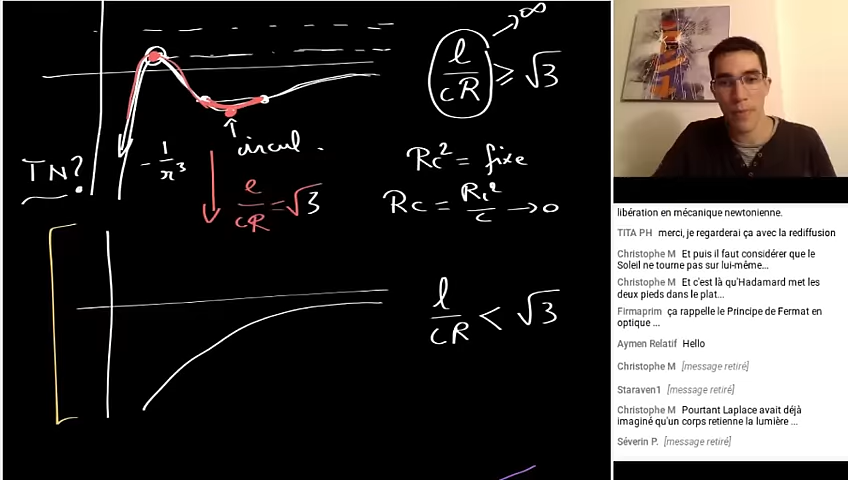 l/cR ≥ √3
→ ∞
-1/x³
circul.
TN?
l/cR = √3
Rc² = fixe
Rc = Rc²/c → 0
l/cR < √3
libération en mécanique newtonienne.
TITA PH merci, je regarderai ça avec la rediffusion
Christophe M Et puis il faut considérer que le
Soleil ne tourne pas sur lui-même...
Christophe M Et c'est là qu'Hadamard met les
deux pieds dans le plat...
Firmaprim ça rappelle le Principe de Fermat en
optique ...
Aymen Relatif Hello
Christophe M [message retiré]
Staraven1 [message retiré]
Christophe M Pourtant Laplace avait déjà
imaginé qu'un corps retienne la lumière ...
Séverin P. [message retiré]